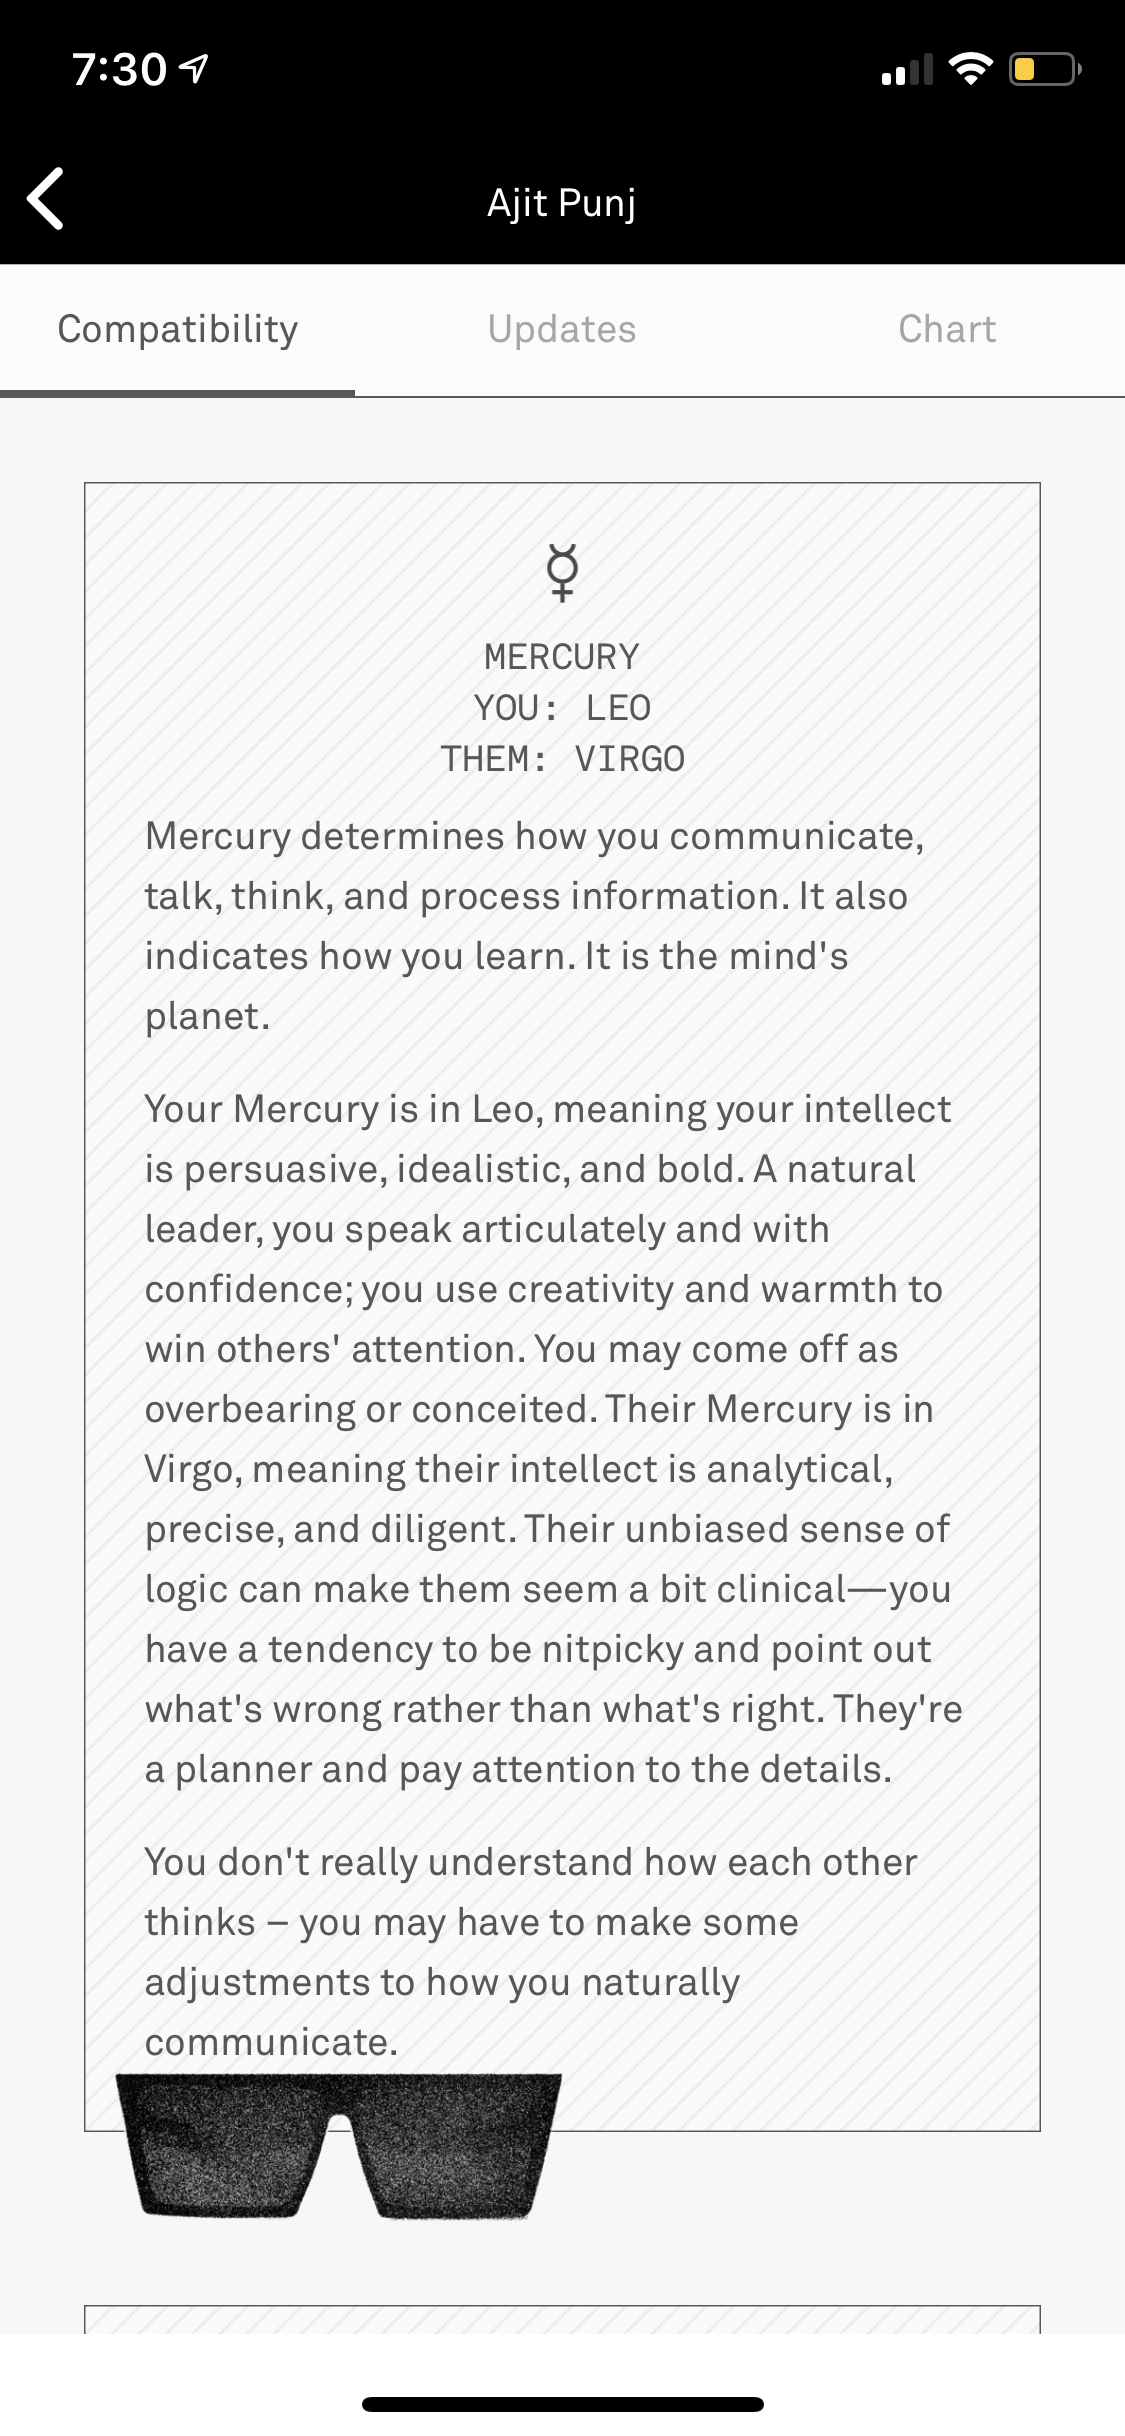 7:30
Ajit Punj
Compatibility Updates Chart
MERCURY
YOU: LEO
THEM: VIRGO
Mercury determines how you communicate,
talk, think, and process information. It also
indicates how you learn. It is the mind's
planet.
Your Mercury is in Leo, meaning your intellect
is persuasive, idealistic, and bold. A natural
leader, you speak articulately and with
confidence; you use creativity and warmth to
win others' attention. You may come off as
overbearing or conceited. Their Mercury is in
Virgo, meaning their intellect is analytical,
precise, and diligent. Their unbiased sense of
logic can make them seem a bit clinical—you
have a tendency to be nitpicky and point out
what's wrong rather than what's right. They're
a planner and pay attention to the details.
You don't really understand how each other
thinks – you may have to make some
adjustments to how you naturally
communicate.